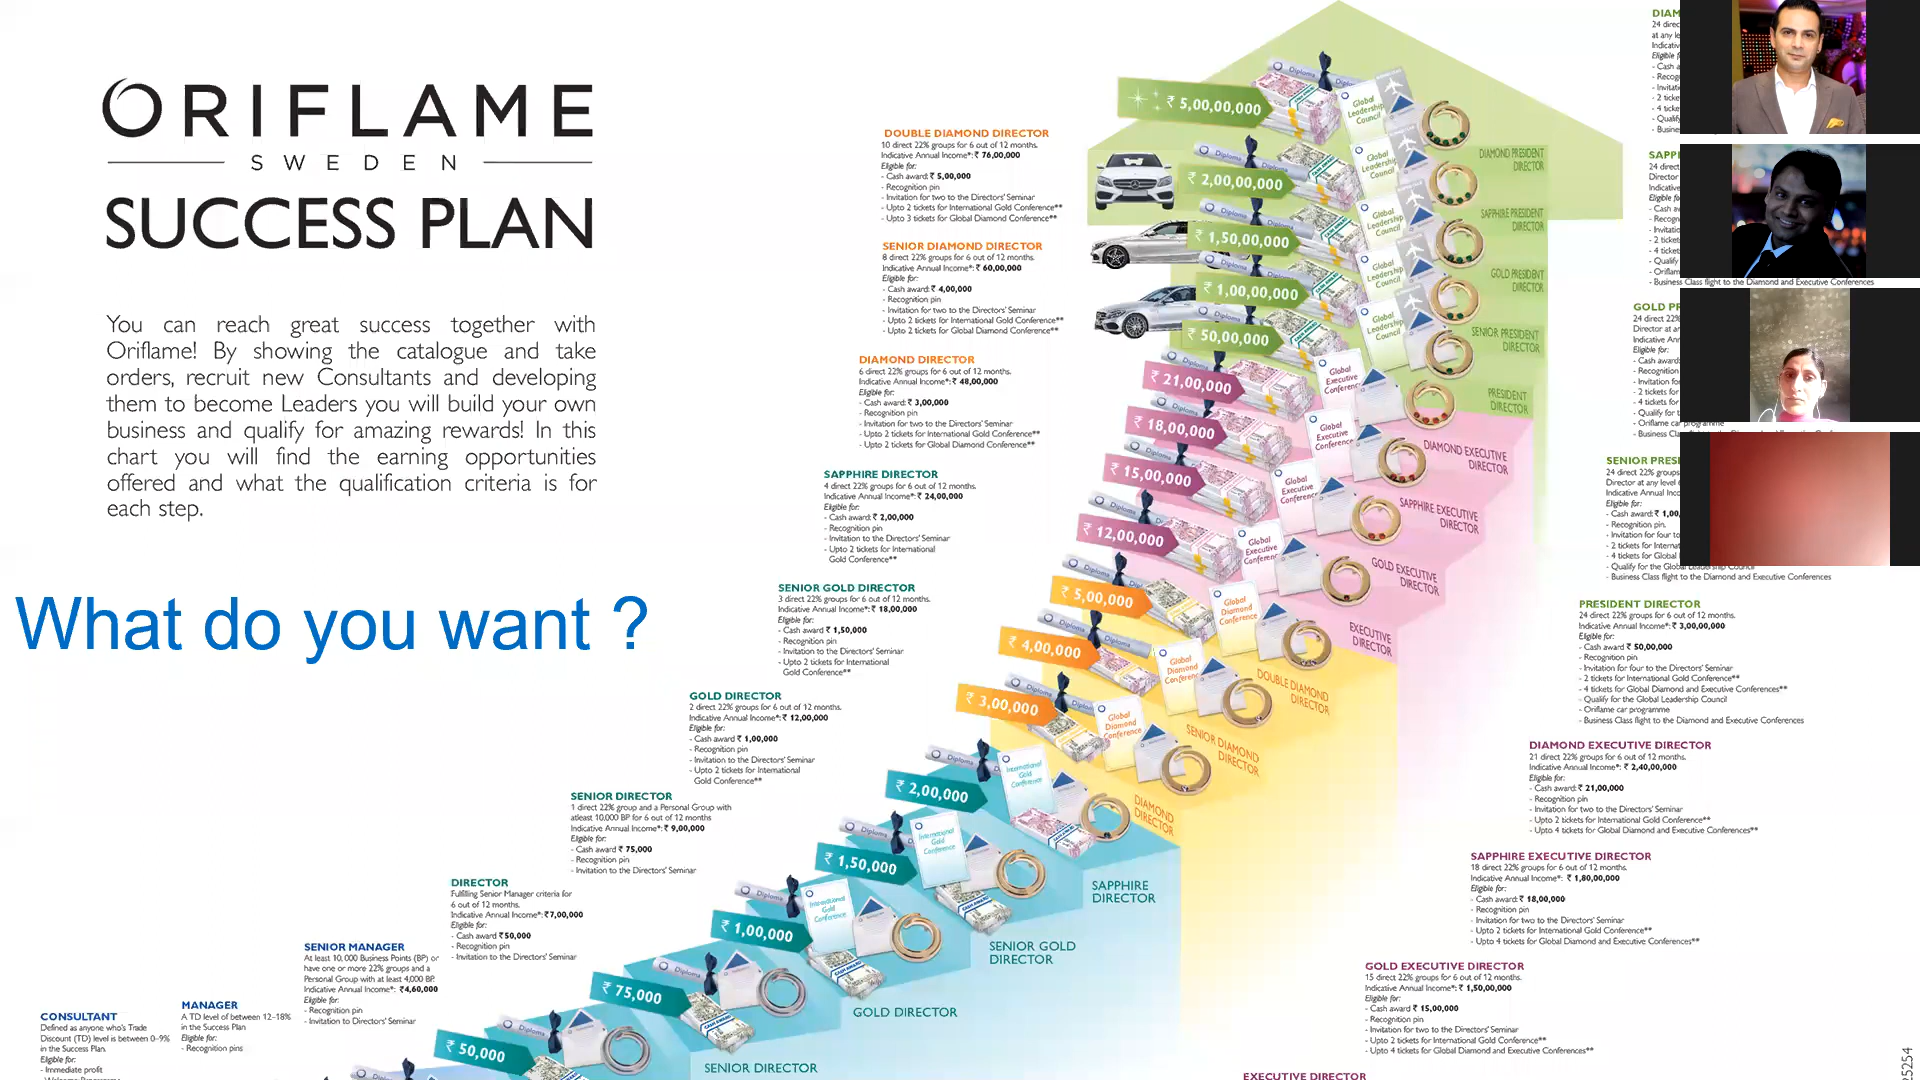 ORIFLAME
SWEDEN
SUCCESS PLAN
You can reach great success together with
Oriflame! By showing the catalogue and take
orders, recruit new Consultants and developing
them to become Leaders you will build your own
business and qualify for amazing rewards! In this
chart you will find the earning opportunities
offered and what the qualification criteria is for
each step.
What do you want ?
CONSULTANT
Defined as anyone who's Trade
Discount (TD) level is between 0-9%
in the Success Plan.
Eligible for:
- Immediate profit
MANAGER
A TD level of between 12-18%
in the Success Plan
Eligible for:
- Recognition pins
SENIOR MANAGER
At least 10,000 Business Points (BP) or
have one or more 22% groups and a
Personal Group with at least 4,000 BP.
Indicative Annual Income*: ₹4,60,000
Eligible for:
- Recognition pin
- Invitation to Directors' Seminar
DIRECTOR
Fulfilling Senior Manager criteria for
6 out of 12 months.
Indicative Annual Income*: ₹7,00,000
Eligible for:
- Cash award ₹50,000
- Recognition pin
- Invitation to the Directors' Seminar
SENIOR DIRECTOR
1 direct 22% group and a Personal Group with
atleast 10,000 BP for 6 out of 12 months
Indicative Annual Income*: ₹ 9,00,000
Eligible for:
- Cash award ₹ 75,000
- Recognition pin
- Invitation to the Directors' Seminar
GOLD DIRECTOR
2 direct 22% groups for 6 out of 12 months.
Indicative Annual Income*: ₹ 12,00,000
Eligible for:
- Cash award ₹ 1,00,000
- Recognition pin
- Invitation to the Directors' Seminar
- Upto 2 tickets for International
Gold Conference**
SENIOR GOLD DIRECTOR
3 direct 22% groups for 6 out of 12 months.
Indicative Annual Income*: ₹ 18,00,000
Eligible for:
- Cash award ₹ 1,50,000
- Recognition pin
- Invitation to the Directors' Seminar
- Upto 2 tickets for International
Gold Conference**
SAPPHIRE DIRECTOR
4 direct 22% groups for 6 out of 12 months.
Indicative Annual Income*: ₹ 24,00,000
Eligible for:
- Cash award: ₹ 2,00,000
- Recognition pin
- Invitation to the Directors' Seminar
- Upto 2 tickets for International
Gold Conference**
DIAMOND DIRECTOR
6 direct 22% groups for 6 out of 12 months.
Indicative Annual Income*: ₹ 48,00,000
Eligible for:
- Cash award: ₹ 3,00,000
- Recognition pin
- Invitation for two to the Directors' Seminar
- Upto 2 tickets for International Gold Conference**
- Upto 2 tickets for Global Diamond Conference**
SENIOR DIAMOND DIRECTOR
8 direct 22% groups for 6 out of 12 months.
Indicative Annual Income*: ₹ 60,00,000
Eligible for:
- Cash award: ₹ 4,00,000
- Recognition pin
- Invitation for two to the Directors' Seminar
- Upto 2 tickets for International Gold Conference**
- Upto 2 tickets for Global Diamond Conference**
DOUBLE DIAMOND DIRECTOR
10 direct 22% groups for 6 out of 12 months.
Indicative Annual Income*: ₹ 76,00,000
Eligible for:
- Cash award: ₹ 5,00,000
- Recognition pin
- Invitation for two to the Directors' Seminar
- Upto 2 tickets for International Gold Conference**
- Upto 3 tickets for Global Diamond Conference**
₹ 5,00,00,000
₹ 2,00,00,000
₹ 1,50,00,000
₹ 1,00,00,000
₹ 50,00,000
₹ 21,00,000
₹ 18,00,000
₹ 15,00,000
₹ 12,00,000
₹ 5,00,000
₹ 4,00,000
₹ 3,00,000
₹ 2,00,000
₹ 1,50,000
₹ 1,00,000
₹ 75,000
₹ 50,000
DIAMOND PRESIDENT
DIRECTOR
SAPPHIRE PRESIDENT
DIRECTOR
GOLD PRESIDENT
DIRECTOR
SENIOR PRESIDENT
DIRECTOR
PRESIDENT
DIRECTOR
DIAMOND EXECUTIVE
DIRECTOR
SAPPHIRE EXECUTIVE
DIRECTOR
GOLD EXECUTIVE
DIRECTOR
EXECUTIVE
DIRECTOR
DOUBLE DIAMOND
DIRECTOR
SENIOR DIAMOND
DIRECTOR
DIAMOND
DIRECTOR
SAPPHIRE
DIRECTOR
SENIOR GOLD
DIRECTOR
GOLD DIRECTOR
SENIOR DIRECTOR
- Business Class flight to the Diamond and Executive Conferences
- Business Class flight to the Diamond and Executive Conferences
PRESIDENT DIRECTOR
24 direct 22% groups for 6 out of 12 months.
Indicative Annual Income*: ₹ 3,00,00,000
Eligible for:
- Cash award ₹ 50,00,000
- Recognition pin
- Invitation for four to the Directors' Seminar
- 2 tickets for International Gold Conference**
- 4 tickets for Global Diamond and Executive Conferences**
- Qualify for the Global Leadership Council
- Oriflame car programme
- Business Class flight to the Diamond and Executive Conferences
DIAMOND EXECUTIVE DIRECTOR
21 direct 22% groups for 6 out of 12 months.
Indicative Annual Income*: ₹ 2,40,00,000
Eligible for:
- Cash award: ₹ 21,00,000
- Recognition pin
- Invitation for two to the Directors' Seminar
- Upto 2 tickets for International Gold Conference**
- Upto 4 tickets for Global Diamond and Executive Conferences**
SAPPHIRE EXECUTIVE DIRECTOR
18 direct 22% groups for 6 out of 12 months.
Indicative Annual Income*: ₹ 1,80,00,000
Eligible for:
- Cash award: ₹ 18,00,000
- Recognition pin
- Invitation for two to the Directors' Seminar
- Upto 2 tickets for International Gold Conference**
- Upto 4 tickets for Global Diamond and Executive Conferences**
GOLD EXECUTIVE DIRECTOR
15 direct 22% groups for 6 out of 12 months.
Indicative Annual Income*: ₹ 1,50,00,000
Eligible for:
- Cash award ₹ 15,00,000
- Recognition pin
- Invitation for two to the Directors' Seminar
- Upto 2 tickets for International Gold Conference**
- Upto 4 tickets for Global Diamond and Executive Conferences**
EXECUTIVE DIRECTOR